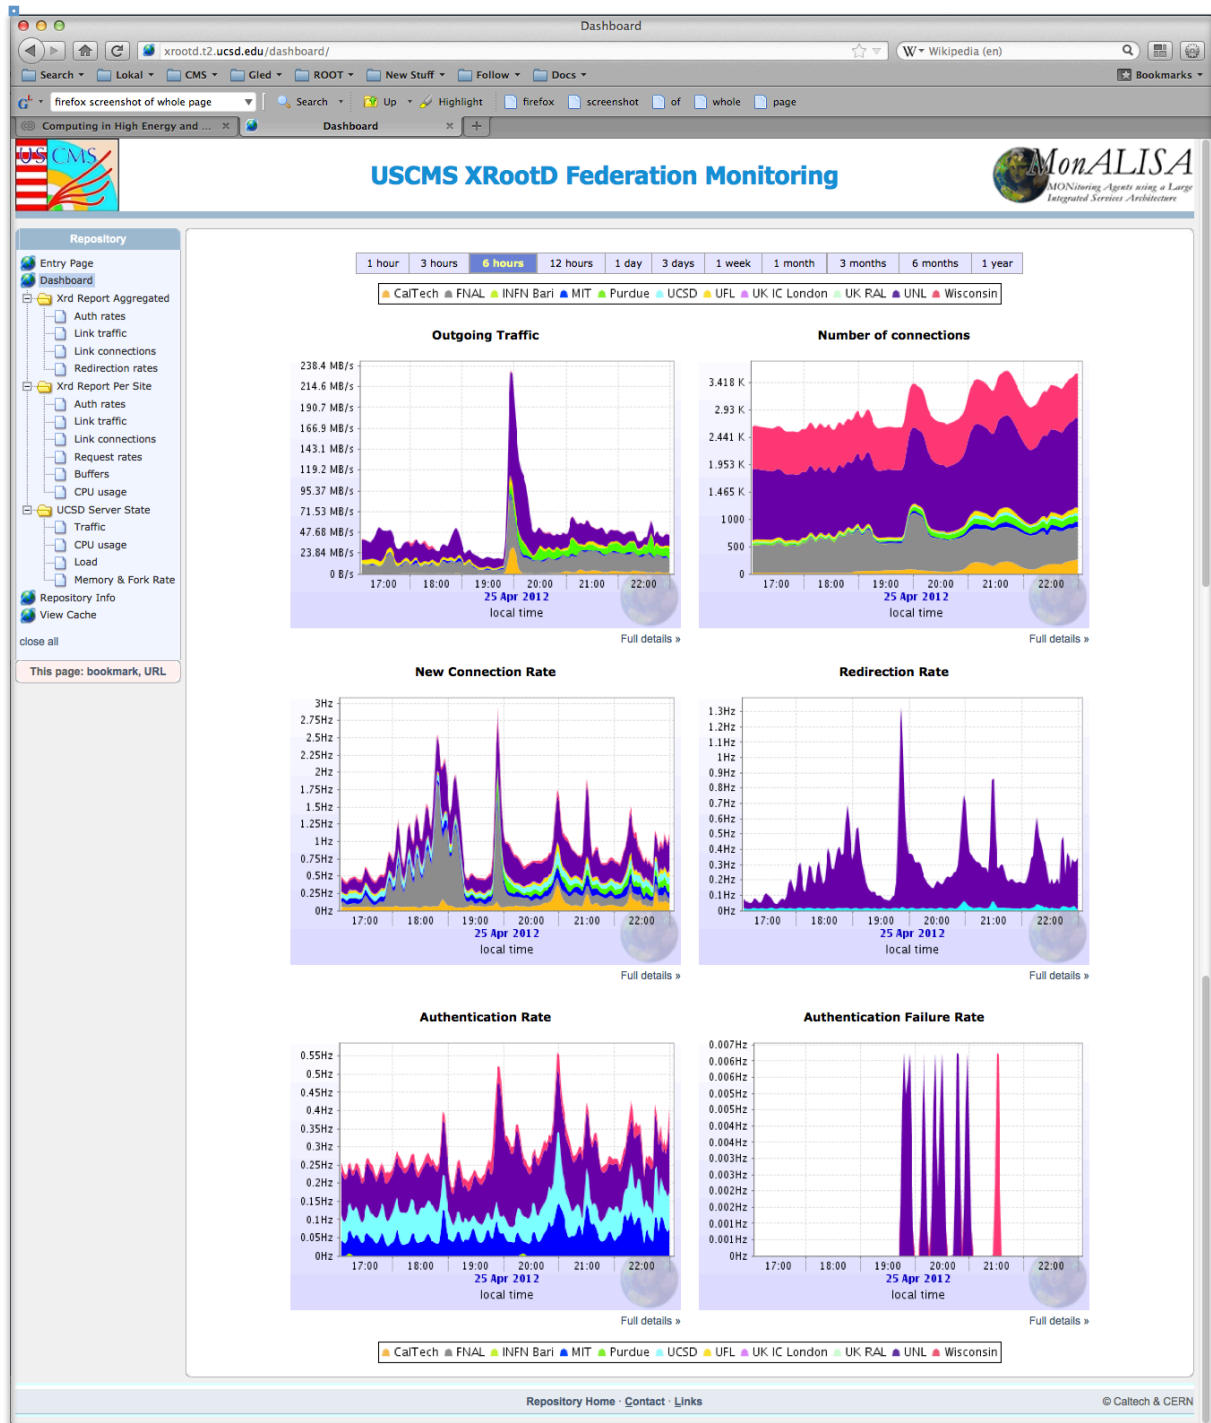 Dashboard
xrootd.t2.ucsd.edu/dashboard/
W Wikipedia (en)
Search Lokal CMS Gled ROOT New Stuff Follow Docs Bookmarks
firefox screenshot of whole page Search Up Highlight firefox screenshot of whole page
Computing in High Energy and ... × Dashboard × +
US CMS
USCMS XRootD Federation Monitoring
MonALISA
MONitoring Agents using a Large
Integrated Services Architecture
Repository
Entry Page
Dashboard
Xrd Report Aggregated
Auth rates
Link traffic
Link connections
Redirection rates
Xrd Report Per Site
Auth rates
Link traffic
Link connections
Request rates
Buffers
CPU usage
UCSD Server State
Traffic
CPU usage
Load
Memory & Fork Rate
Repository Info
View Cache
close all
This page: bookmark, URL
1 hour 3 hours 6 hours 12 hours 1 day 3 days 1 week 1 month 3 months 6 months 1 year
CalTech FNAL INFN Bari MIT Purdue UCSD UFL UK IC London UK RAL UNL Wisconsin
Outgoing Traffic
238.4 MB/s
214.6 MB/s
190.7 MB/s
166.9 MB/s
143.1 MB/s
119.2 MB/s
95.37 MB/s
71.53 MB/s
47.68 MB/s
23.84 MB/s
0 B/s
17:00 18:00 19:00 20:00 21:00 22:00
25 Apr 2012
local time
Full details »
Number of connections
3.418 K
2.93 K
2.441 K
1.953 K
1.465 K
1000
500
0
17:00 18:00 19:00 20:00 21:00 22:00
25 Apr 2012
local time
Full details »
New Connection Rate
3Hz
2.75Hz
2.5Hz
2.25Hz
2Hz
1.75Hz
1.5Hz
1.25Hz
1Hz
0.75Hz
0.5Hz
0.25Hz
0Hz
17:00 18:00 19:00 20:00 21:00 22:00
25 Apr 2012
local time
Full details »
Redirection Rate
1.3Hz
1.2Hz
1.1Hz
1Hz
0.9Hz
0.8Hz
0.7Hz
0.6Hz
0.5Hz
0.4Hz
0.3Hz
0.2Hz
0.1Hz
0Hz
17:00 18:00 19:00 20:00 21:00 22:00
25 Apr 2012
local time
Full details »
Authentication Rate
0.55Hz
0.5Hz
0.45Hz
0.4Hz
0.35Hz
0.3Hz
0.25Hz
0.2Hz
0.15Hz
0.1Hz
0.05Hz
0Hz
17:00 18:00 19:00 20:00 21:00 22:00
25 Apr 2012
local time
Full details »
Authentication Failure Rate
0.007Hz
0.006Hz
0.006Hz
0.005Hz
0.005Hz
0.004Hz
0.004Hz
0.003Hz
0.003Hz
0.002Hz
0.002Hz
0.001Hz
0.001Hz
0Hz
17:00 18:00 19:00 20:00 21:00 22:00
25 Apr 2012
local time
Full details »
CalTech FNAL INFN Bari MIT Purdue UCSD UFL UK IC London UK RAL UNL Wisconsin
Repository Home · Contact · Links
© Caltech & CERN